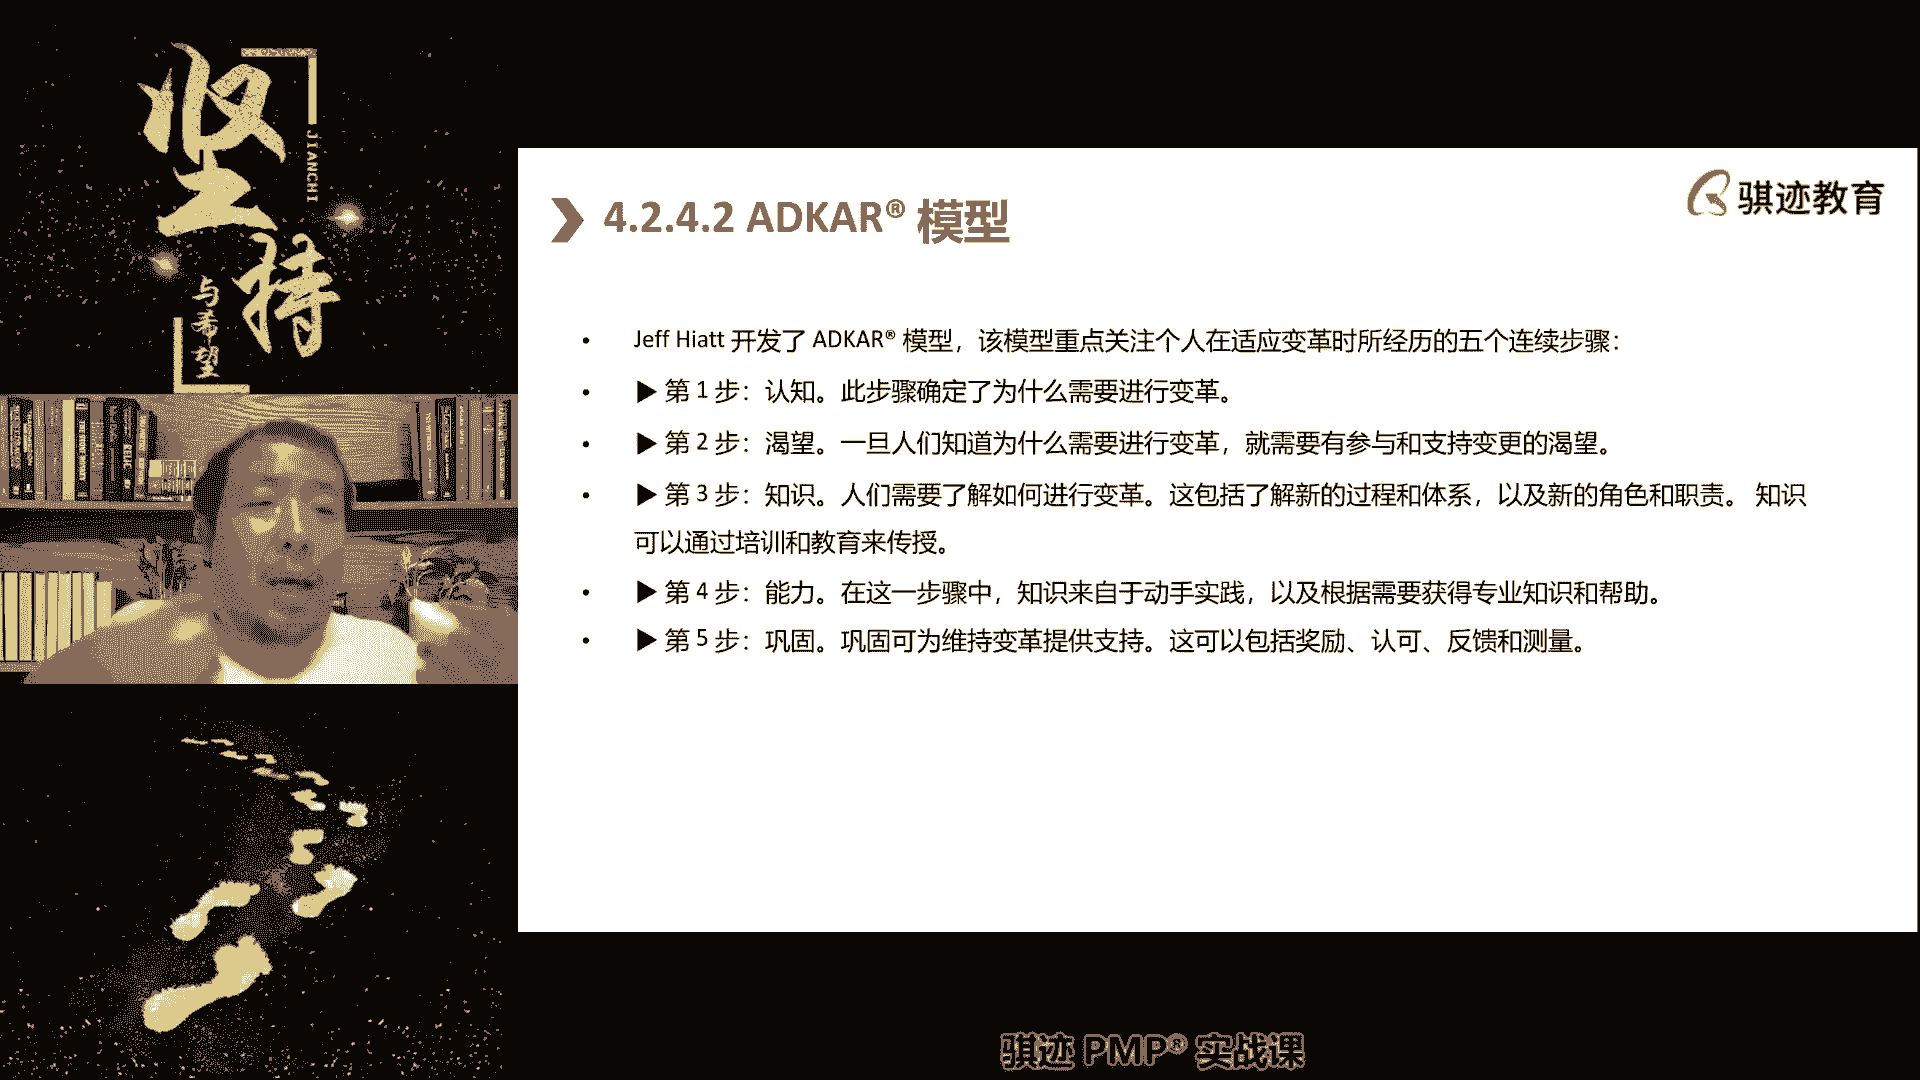 坚持
JIANCHI
与希望
骐迹教育
4.2.4.2 ADKAR® 模型
• Jeff Hiatt 开发了 ADKAR® 模型，该模型重点关注个人在适应变革时所经历的五个连续步骤：
• ▶ 第 1 步：认知。此步骤确定了为什么需要进行变革。
• ▶ 第 2 步：渴望。一旦人们知道为什么需要进行变革，就需要有参与和支持变更的渴望。
• ▶ 第 3 步：知识。人们需要了解如何进行变革。这包括了解新的过程和体系，以及新的角色和职责。 知识
可以通过培训和教育来传授。
• ▶ 第 4 步：能力。在这一步骤中，知识来自于动手实践，以及根据需要获得专业知识和帮助。
• ▶ 第 5 步：巩固。巩固可为维持变革提供支持。这可以包括奖励、认可、反馈和测量。
骐迹 PMP® 实战课